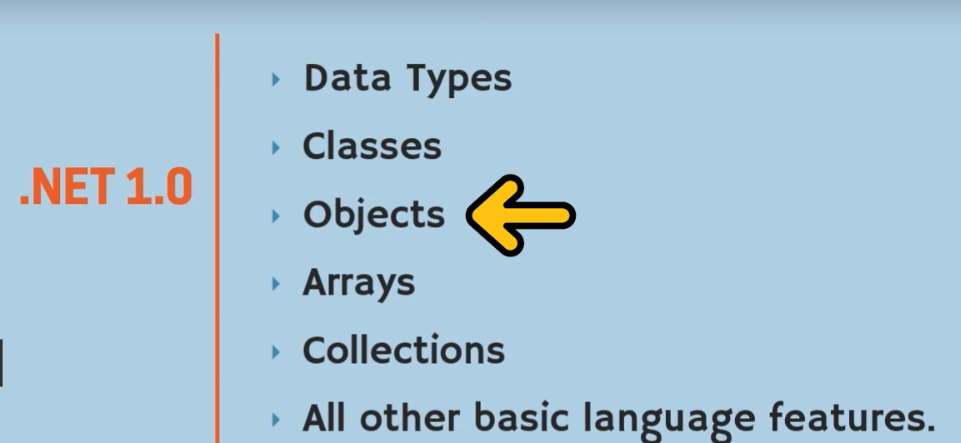 .NET 1.0
Data Types
Classes
Objects
Arrays
Collections
All other basic language features.